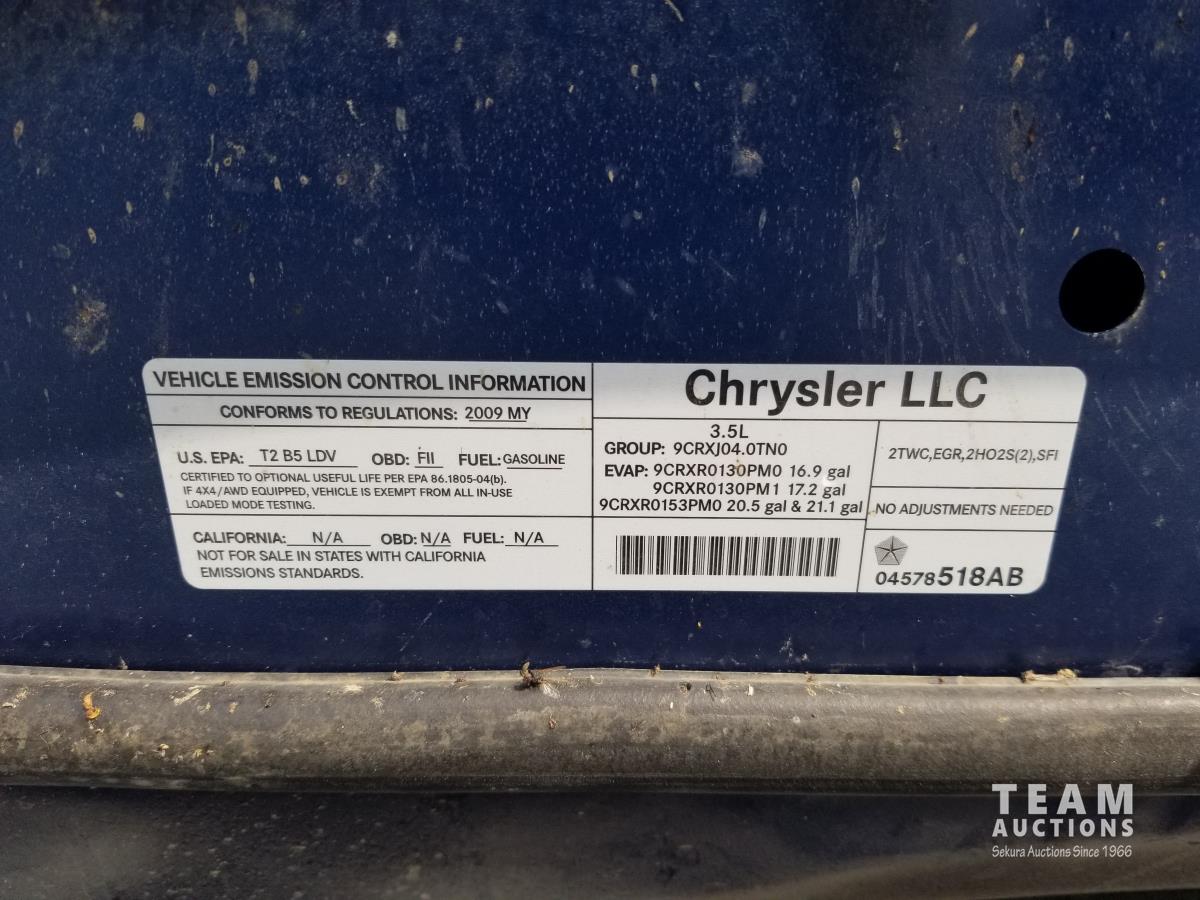 VEHICLE EMISSION CONTROL INFORMATION
CONFORMS TO REGULATIONS: 2009 MY
U.S. EPA: T2 B5 LDV OBD: FII FUEL: GASOLINE
CERTIFIED TO OPTIONAL USEFUL LIFE PER EPA 86.1805-04(b).
IF 4X4/AWD EQUIPPED, VEHICLE IS EXEMPT FROM ALL IN-USE
LOADED MODE TESTING.
CALIFORNIA: N/A OBD: N/A FUEL: N/A
NOT FOR SALE IN STATES WITH CALIFORNIA
EMISSIONS STANDARDS.
Chrysler LLC
3.5L
GROUP: 9CRXJ04.0TN0
EVAP: 9CRXR0130PM0 16.9 gal
9CRXR0130PM1 17.2 gal
9CRXR0153PM0 20.5 gal & 21.1 gal
2TWC,EGR,2HO2S(2),SFI
NO ADJUSTMENTS NEEDED
04578518AB
TEAM
AUCTIONS
Sekura Auctions Since 1966